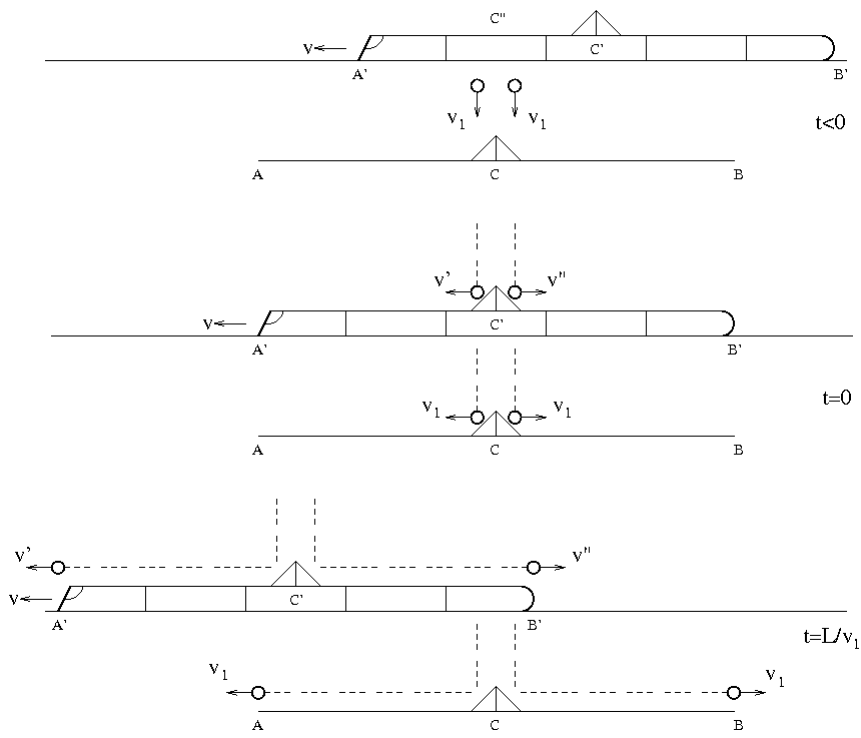 C"
v C'
A' B'
v₁ v₁
t<0
A C B
v' v"
v C'
A' B'
t=0
v₁ v₁
A C B
v' v"
v C'
A' B'
t=L/v₁
v₁ v₁
A C B